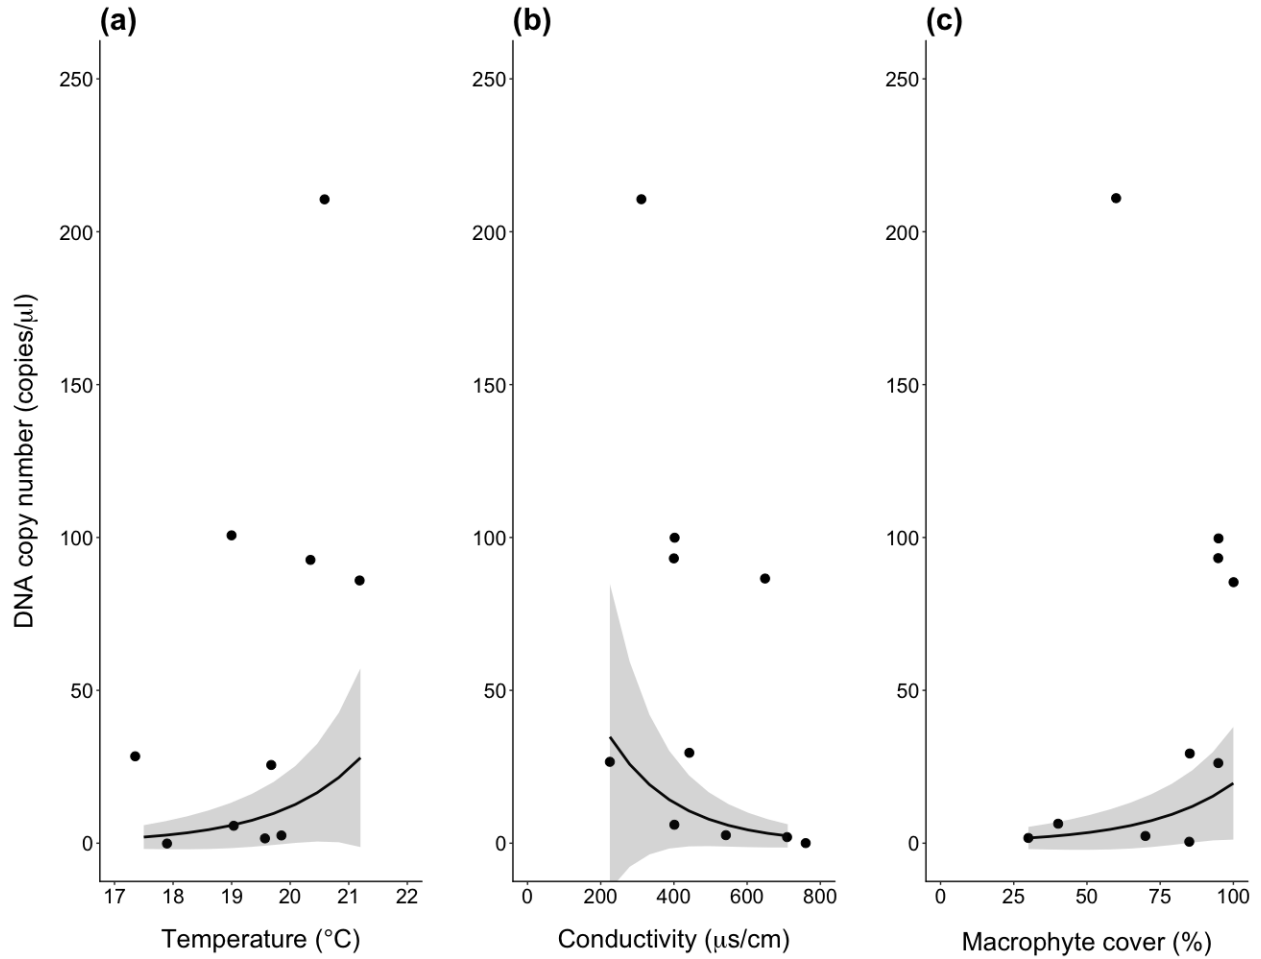 (a) (b) (c)
DNA copy number (copies/µl)
250 250 250
200 200 200
150 150 150
100 100 100
50 50 50
0 0 0
17 18 19 20 21 22 0 200 400 600 800 0 25 50 75 100
Temperature (°C) Conductivity (µs/cm) Macrophyte cover (%)